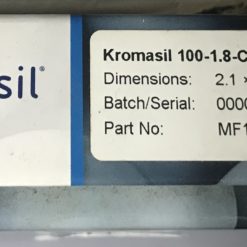 sil®
Kromasil 100-1.8-C
Dimensions: 2.1 ×
Batch/Serial: 0000
Part No: MF1